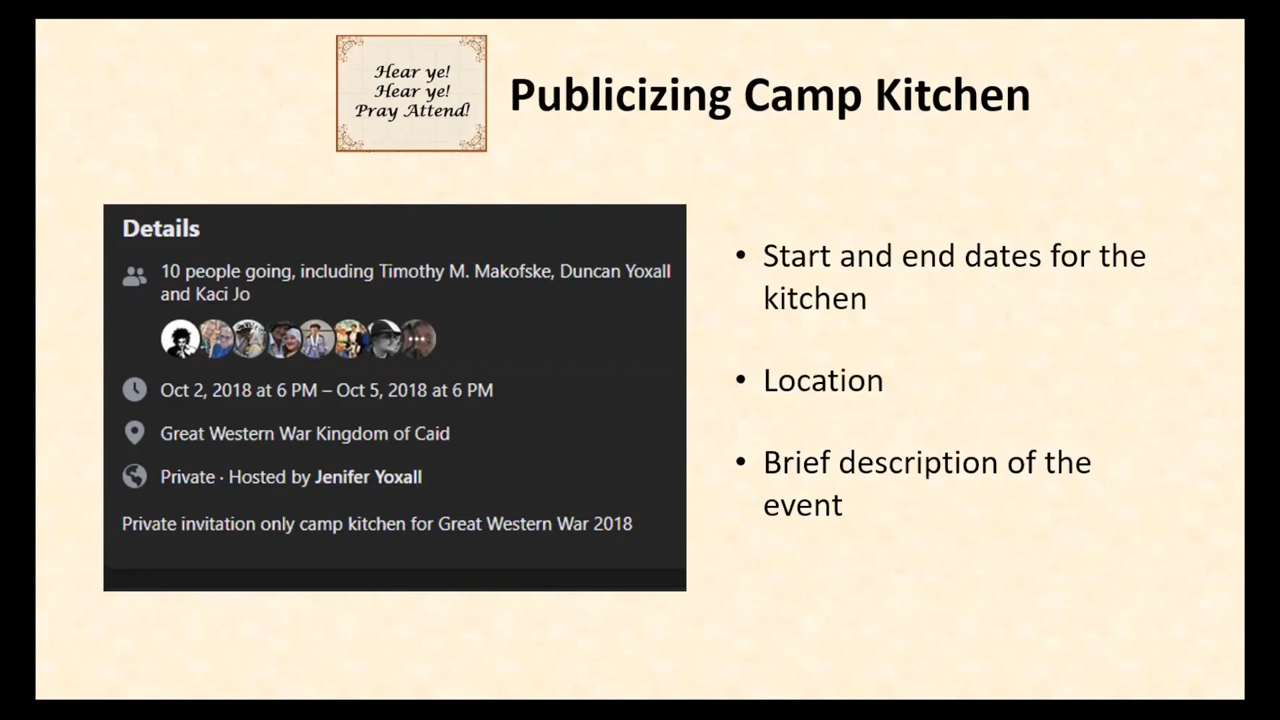 Hear ye!
Hear ye!
Pray Attend!
Publicizing Camp Kitchen
Details
10 people going, including Timothy M. Makofske, Duncan Yoxall
and Kaci Jo
Oct 2, 2018 at 6 PM – Oct 5, 2018 at 6 PM
Great Western War Kingdom of Caid
Private · Hosted by Jenifer Yoxall
Private invitation only camp kitchen for Great Western War 2018
• Start and end dates for the
kitchen
• Location
• Brief description of the
event